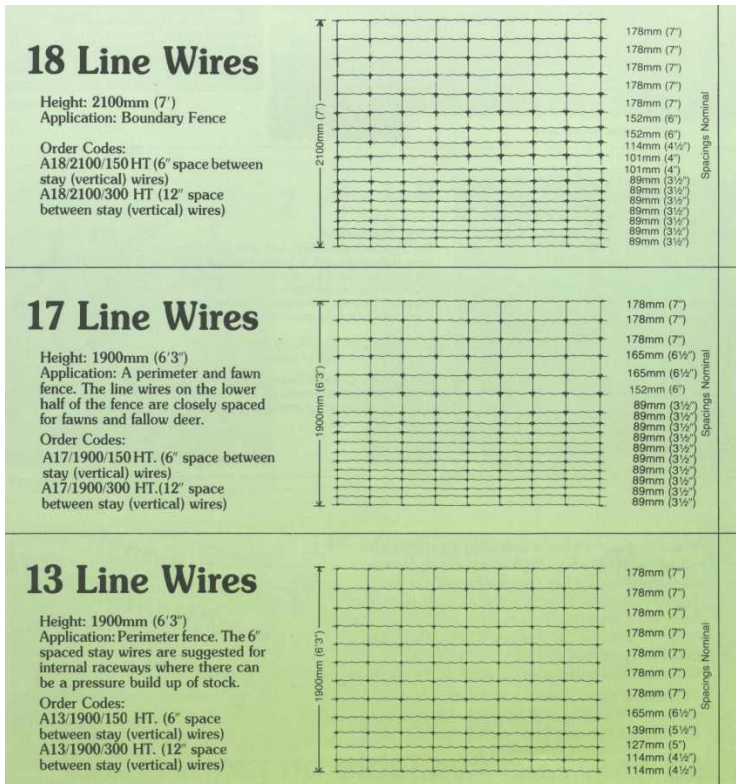 18 Line Wires
Height: 2100mm (7')
Application: Boundary Fence
Order Codes:
A18/2100/150 HT (6" space between
stay (vertical) wires)
A18/2100/300 HT (12" space
between stay (vertical) wires)
2100mm (7')
178mm (7")
178mm (7")
178mm (7")
178mm (7")
178mm (7")
152mm (6")
152mm (6")
114mm (4½")
101mm (4")
101mm (4")
89mm (3½")
89mm (3½")
89mm (3½")
89mm (3½")
89mm (3½")
89mm (3½")
89mm (3½")
Spacings Nominal
17 Line Wires
Height: 1900mm (6'3")
Application: A perimeter and fawn
fence. The line wires on the lower
half of the fence are closely spaced
for fawns and fallow deer.
Order Codes:
A17/1900/150 HT. (6" space between
stay (vertical) wires)
A17/1900/300 HT.(12" space
between stay (vertical) wires)
1900mm (6'3")
178mm (7")
178mm (7")
178mm (7")
165mm (6½")
165mm (6½")
152mm (6")
89mm (3½")
89mm (3½")
89mm (3½")
89mm (3½")
89mm (3½")
89mm (3½")
89mm (3½")
89mm (3½")
89mm (3½")
89mm (3½")
Spacings Nominal
13 Line Wires
Height: 1900mm (6'3")
Application: Perimeter fence. The 6"
spaced stay wires are suggested for
internal raceways where there can
be a pressure build up of stock.
Order Codes:
A13/1900/150 HT. (6" space
between stay (vertical) wires)
A13/1900/300 HT. (12" space
between stay (vertical) wires)
1900mm (6'3")
178mm (7")
178mm (7")
178mm (7")
178mm (7")
178mm (7")
178mm (7")
178mm (7")
165mm (6½")
139mm (5½")
127mm (5")
114mm (4½")
114mm (4½")
Spacings Nominal